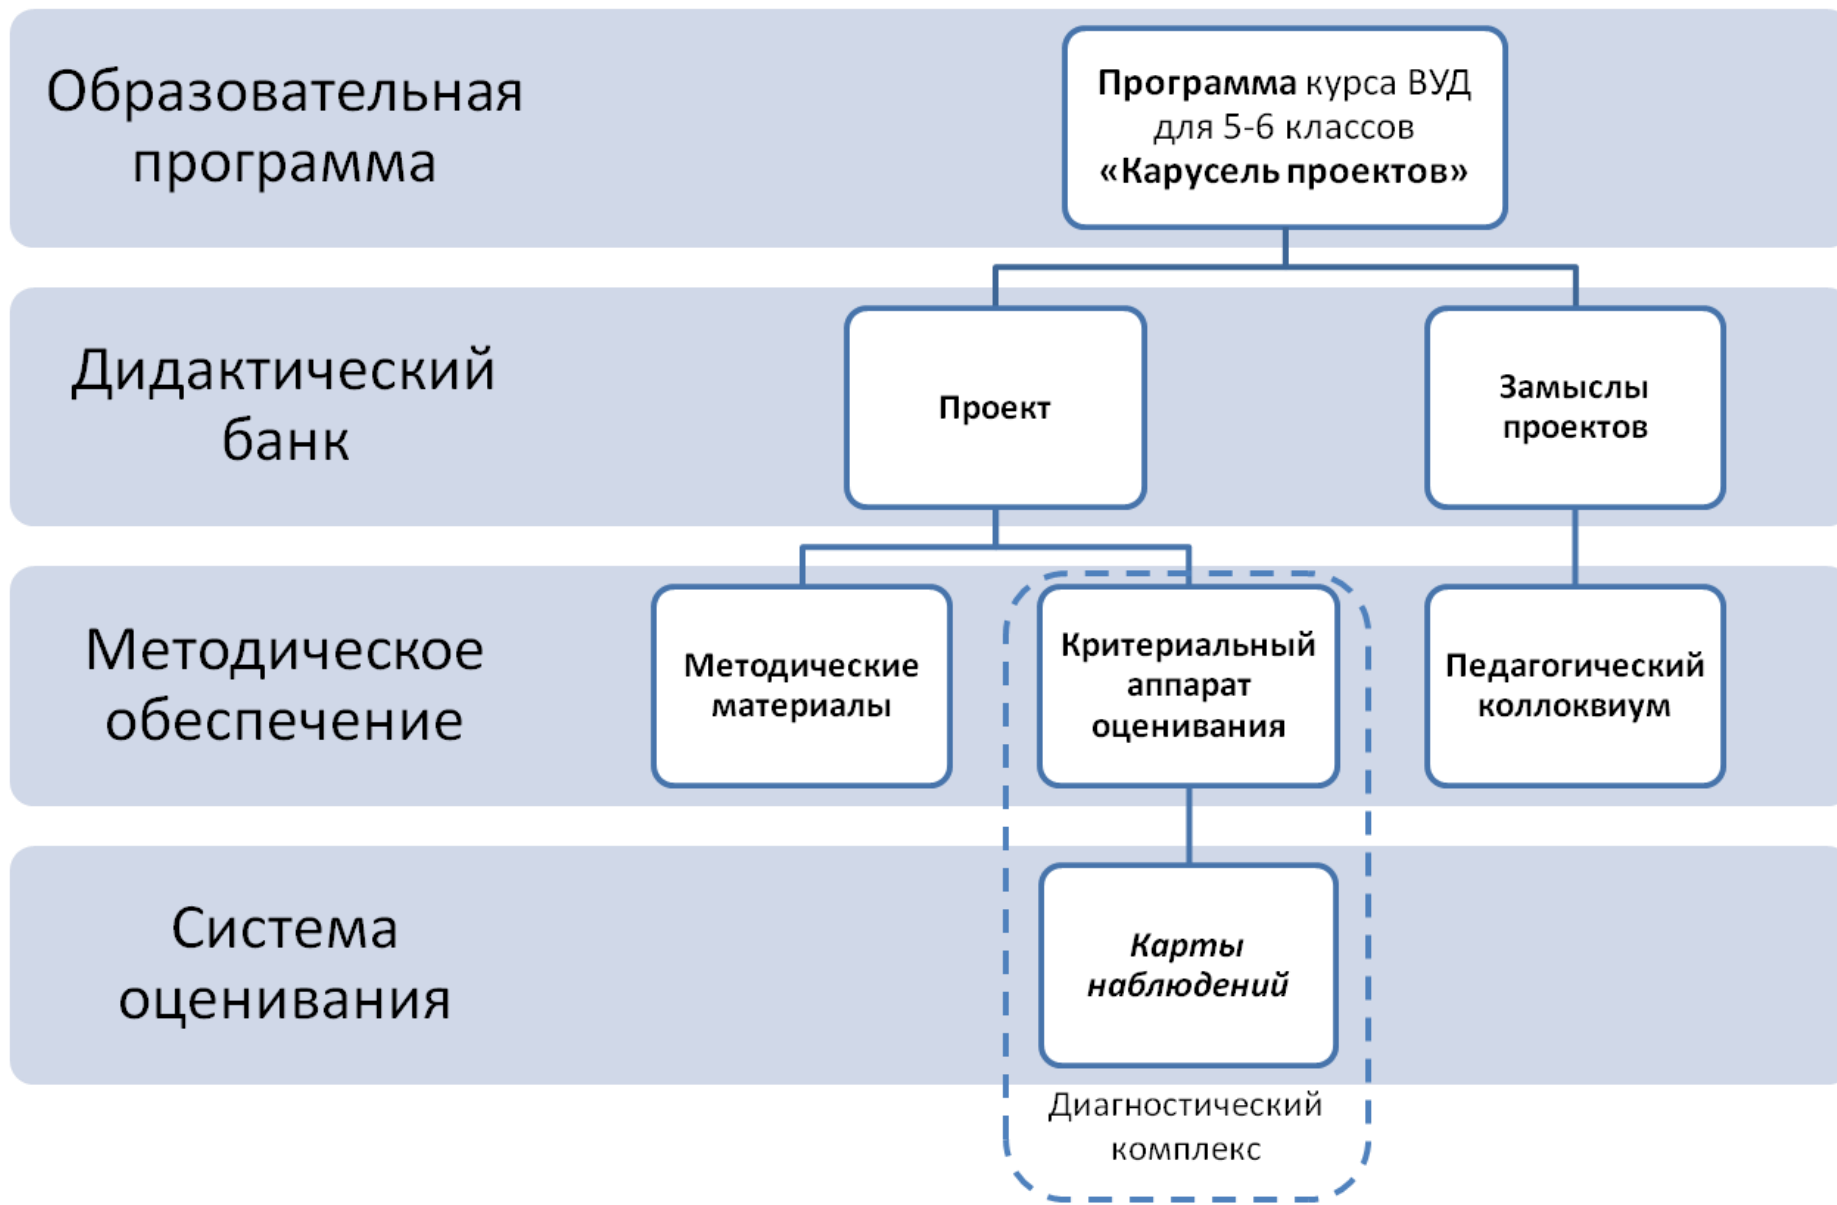 Образовательная
программа
Программа курса ВУД
для 5-6 классов
«Карусель проектов»
Дидактический
банк
Проект
Замыслы
проектов
Методическое
обеспечение
Методические
материалы
Критериальный
аппарат
оценивания
Педагогический
коллоквиум
Система
оценивания
Карты
наблюдений
Диагностический
комплекс